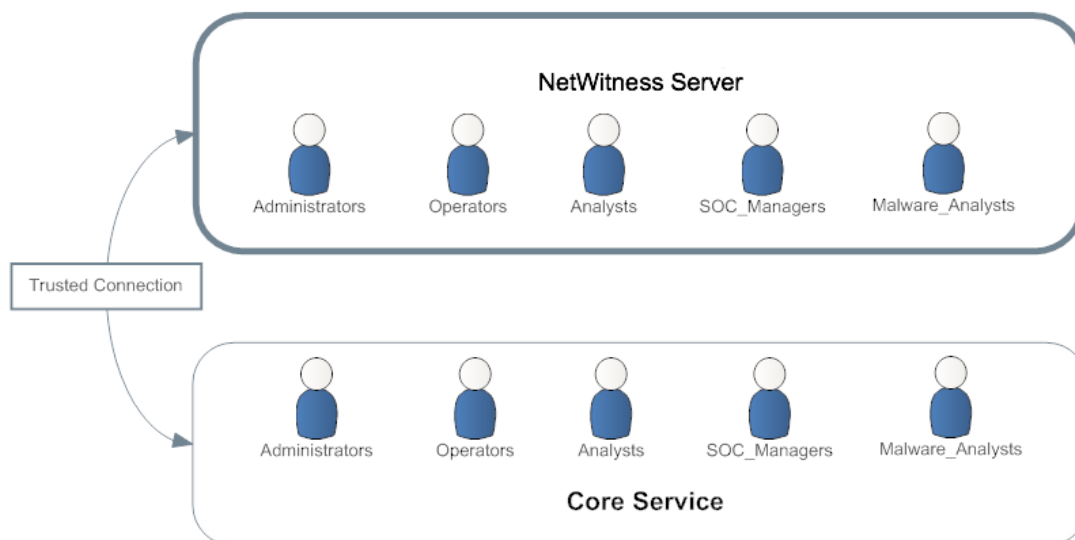 NetWitness Server
Administrators Operators Analysts SOC_Managers Malware_Analysts
Trusted Connection
Administrators Operators Analysts SOC_Managers Malware_Analysts
Core Service